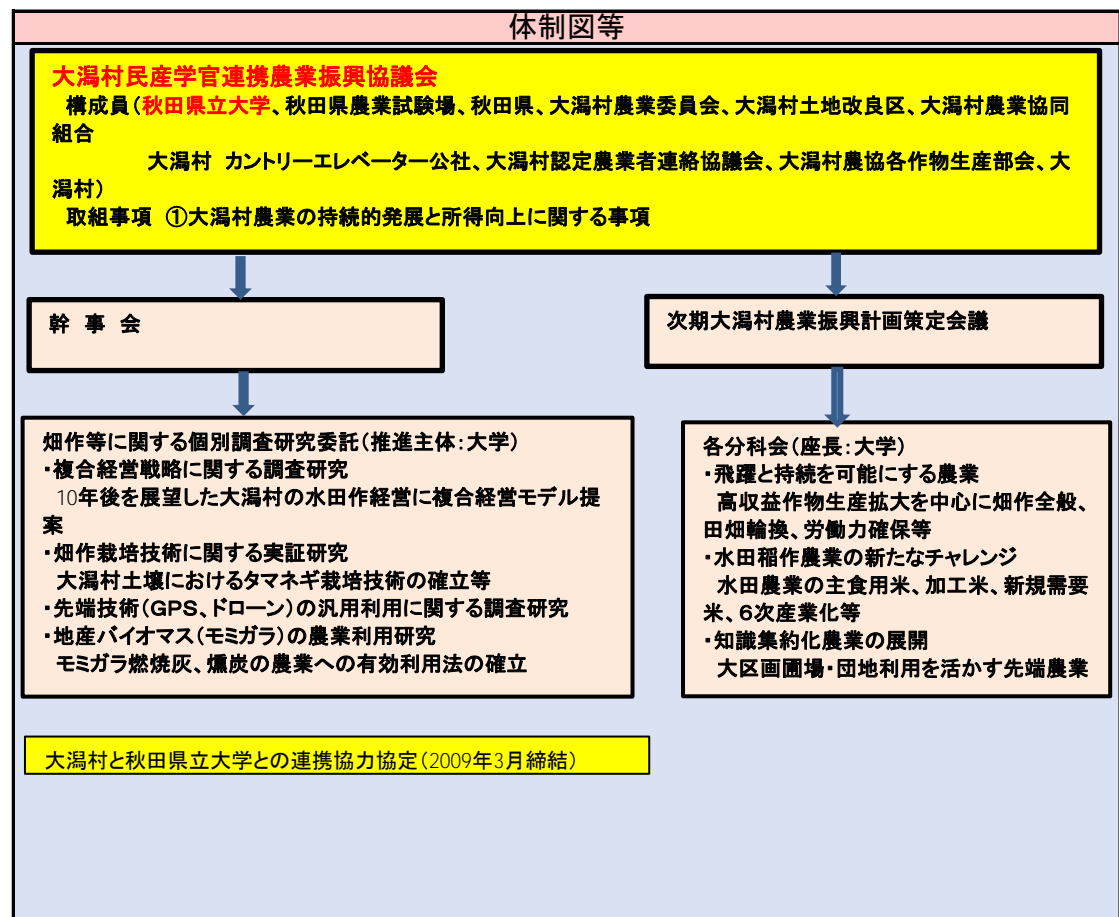 体制図等
大潟村民産学官連携農業振興協議会
構成員(秋田県立大学、秋田県農業試験場、秋田県、大潟村農業委員会、大潟村土地改良区、大潟村農業協同
組合
大潟村 カントリーエレベーター公社、大潟村認定農業者連絡協議会、大潟村農協各作物生産部会、大
潟村)
取組事項 ①大潟村農業の持続的発展と所得向上に関する事項
幹 事 会
畑作等に関する個別調査研究委託(推進主体:大学)
・複合経営戦略に関する調査研究
10年後を展望した大潟村の水田作経営に複合経営モデル提
案
・畑作栽培技術に関する実証研究
大潟村土壌におけるタマネギ栽培技術の確立等
・先端技術(GPS、ドローン)の汎用利用に関する調査研究
・地産バイオマス(モミガラ)の農業利用研究
モミガラ燃焼灰、燻炭の農業への有効利用法の確立
次期大潟村農業振興計画策定会議
各分科会(座長:大学)
・飛躍と持続を可能にする農業
高収益作物生産拡大を中心に畑作全般、
田畑輪換、労働力確保等
・水田稲作農業の新たなチャレンジ
水田農業の主食用米、加工米、新規需要
米、6次産業化等
・知識集約化農業の展開
大区画圃場・団地利用を活かす先端農業
大潟村と秋田県立大学との連携協力協定(2009年3月締結)